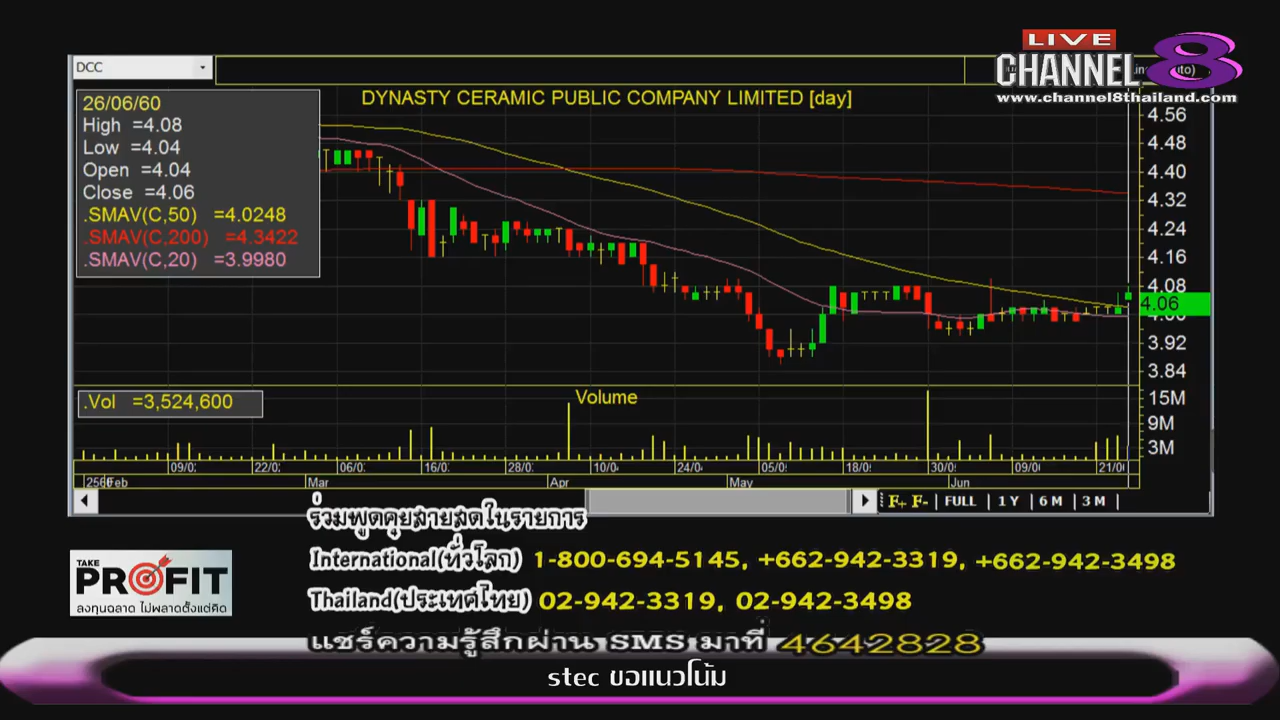 LIVE
CHANNEL 8
www.channel8thailand.com
DCC
DYNASTY CERAMIC PUBLIC COMPANY LIMITED [day]
26/06/60
High =4.08
Low =4.04
Open =4.04
Close =4.06
.SMAV(C,50) =4.0248
.SMAV(C,200) =4.3422
.SMAV(C,20) =3.9980
4.56
4.48
4.40
4.32
4.24
4.16
4.08
4.06
4.00
3.92
3.84
.Vol =3,524,600
Volume
15M
9M
3M
09/0 22/0 06/0 16/0 28/0 10/0 24/0 05/0 18/0 30/0 09/0 21/0
Feb Mar Apr May Jun
F+ F- | FULL | 1 Y | 6 M | 3 M |
ร่วมพูดคุยสายสดในรายการ
International(ทั่วโลก) 1-800-694-5145, +662-942-3319, +662-942-3498
Thailand(ประเทศไทย) 02-942-3319, 02-942-3498
แชร์ความรู้สึกผ่าน SMS มาที่ 4642828
TAKE
PROFIT
ลงทุนฉลาด ไม่พลาดตั้งแต่คิด
stec ขอแนวโน้ม